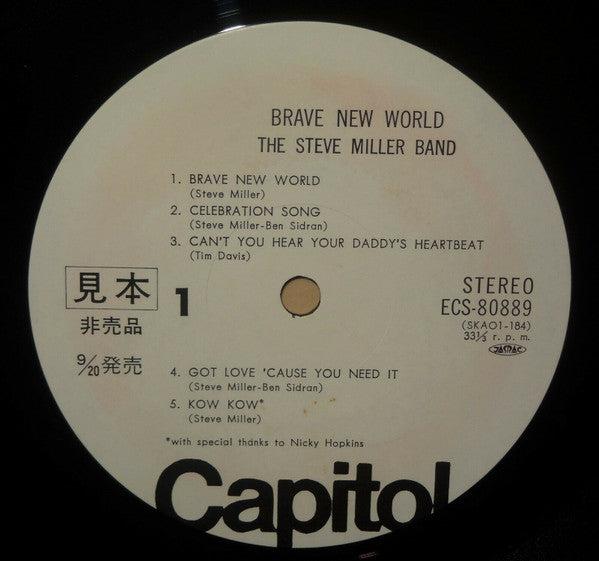 BRAVE NEW WORLD
THE STEVE MILLER BAND
1. BRAVE NEW WORLD
(Steve Miller)
2. CELEBRATION SONG
(Steve Miller-Ben Sidran)
3. CAN'T YOU HEAR YOUR DADDY'S HEARTBEAT
(Tim Davis)
見本
非売品
9/20発売
1
STEREO
ECS-80889
(SKAO1-184)
33⅓ r. p. m.
JASRAC
4. GOT LOVE 'CAUSE YOU NEED IT
(Steve Miller-Ben Sidran)
5. KOW KOW*
(Steve Miller)
*with special thanks to Nicky Hopkins
Capitol